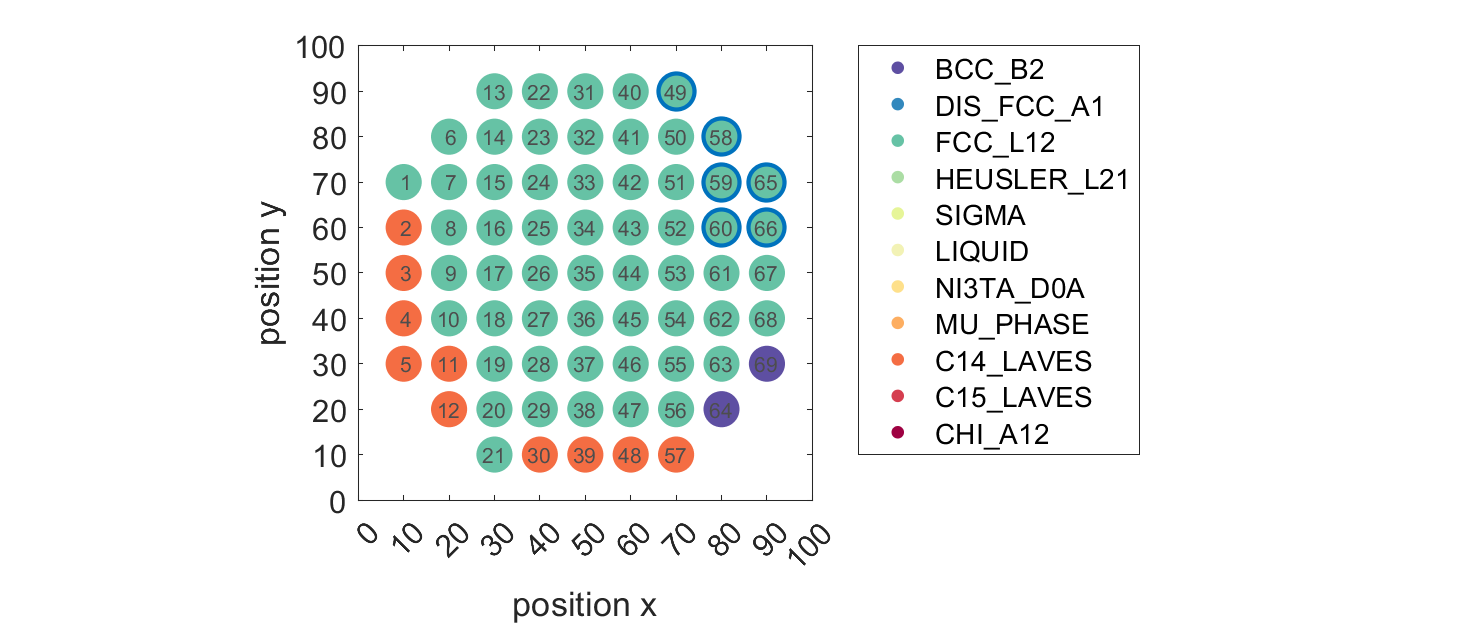 100
90
80
70
60
50
40
30
20
10
0
position y
13 22 31 40 49
6 14 23 32 41 50 58
1 7 15 24 33 42 51 59 65
2 8 16 25 34 43 52 60 66
3 9 17 26 35 44 53 61 67
4 10 18 27 36 45 54 62 68
5 11 19 28 37 46 55 63 69
12 20 29 38 47 56 64
21 30 39 48 57
0 10 20 30 40 50 60 70 80 90 100
position x
BCC_B2
DIS_FCC_A1
FCC_L12
HEUSLER_L21
SIGMA
LIQUID
NI3TA_D0A
MU_PHASE
C14_LAVES
C15_LAVES
CHI_A12